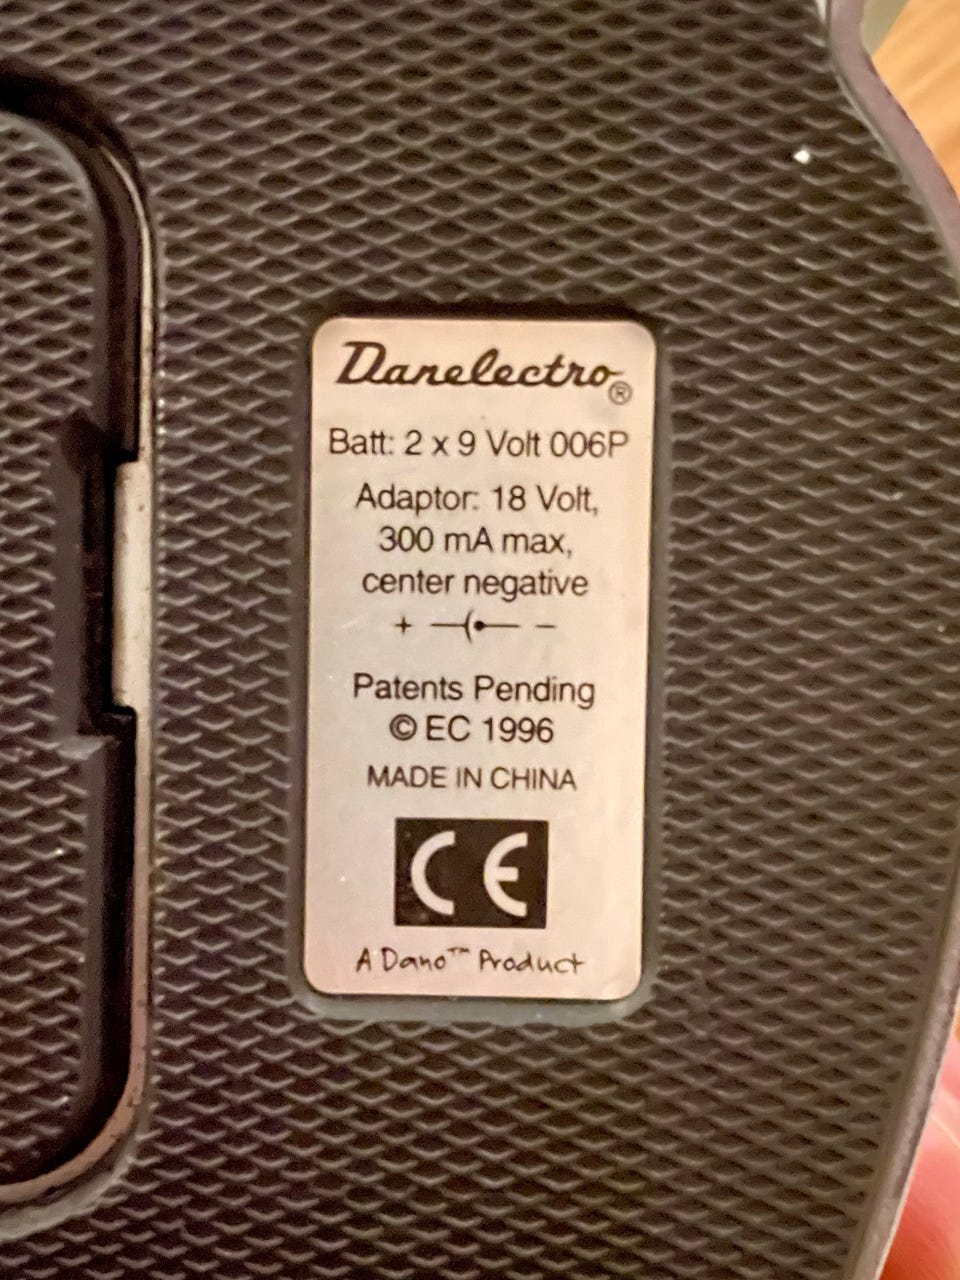 Danelectro®
Batt: 2 x 9 Volt 006P
Adaptor: 18 Volt,
300 mA max,
center negative
+ −
Patents Pending
© EC 1996
MADE IN CHINA
CE
A Dano™ Product